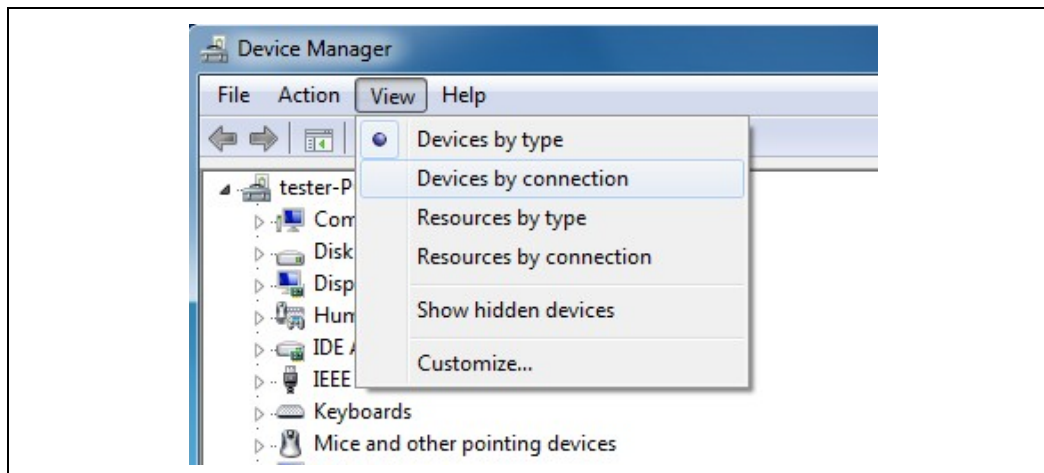 Device Manager
File Action View Help
Devices by type
Devices by connection
Resources by type
Resources by connection
Show hidden devices
Customize...
tester-P
Com
Disk
Disp
Hum
IDE A
IEEE
Keyboards
Mice and other pointing devices